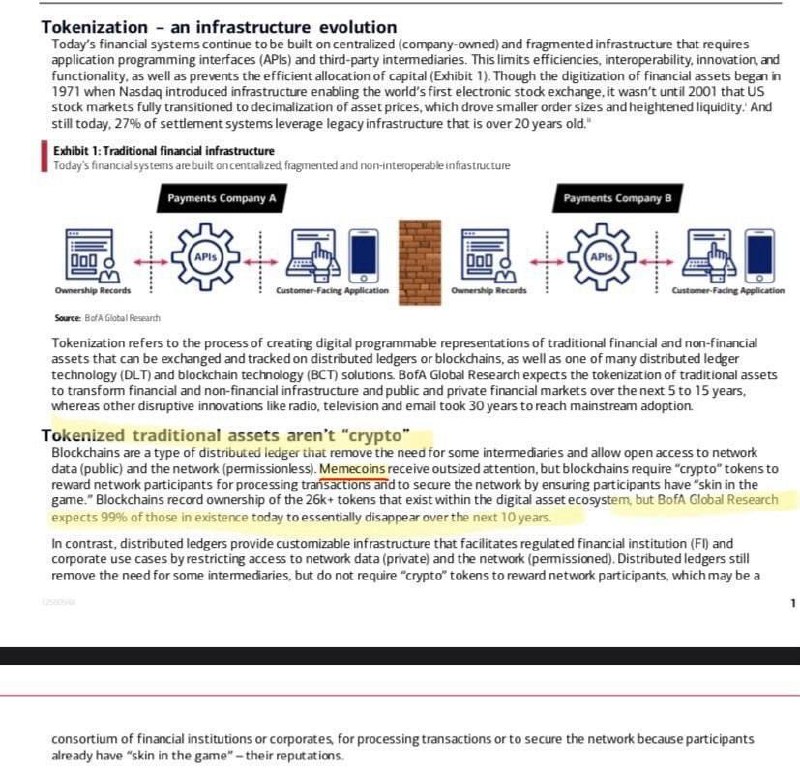 Tokenization – an infrastructure evolution
Today's financial systems continue to be built on centralized (company-owned) and fragmented infrastructure that requires
application programming interfaces (APIs) and third-party intermediaries. This limits efficiencies, interoperability, innovation, and
functionality, as well as prevents the efficient allocation of capital (Exhibit 1). Though the digitization of financial assets began in
1971 when Nasdaq introduced infrastructure enabling the world's first electronic stock exchange, it wasn't until 2001 that US
stock markets fully transitioned to decimalization of asset prices, which drove smaller order sizes and heightened liquidity.ⁱ And
still today, 27% of settlement systems leverage legacy infrastructure that is over 20 years old.ⁱⁱ
Exhibit 1: Traditional financial infrastructure
Today's financial systems are built on centralized, fragmented and non-interoperable infrastructure
Payments Company A
Payments Company B
APIs
APIs
Ownership Records
Customer-Facing Application
Ownership Records
Customer-Facing Application
Source: BofA Global Research
Tokenization refers to the process of creating digital programmable representations of traditional financial and non-financial
assets that can be exchanged and tracked on distributed ledgers or blockchains, as well as one of many distributed ledger
technology (DLT) and blockchain technology (BCT) solutions. BofA Global Research expects the tokenization of traditional assets
to transform financial and non-financial infrastructure and public and private financial markets over the next 5 to 15 years,
whereas other disruptive innovations like radio, television and email took 30 years to reach mainstream adoption.
Tokenized traditional assets aren't "crypto"
Blockchains are a type of distributed ledger that remove the need for some intermediaries and allow open access to network
data (public) and the network (permissionless). Memecoins receive outsized attention, but blockchains require "crypto" tokens to
reward network participants for processing transactions and to secure the network by ensuring participants have "skin in the
game." Blockchains record ownership of the 26k+ tokens that exist within the digital asset ecosystem, but BofA Global Research
expects 99% of those in existence today to essentially disappear over the next 10 years.
In contrast, distributed ledgers provide customizable infrastructure that facilitates regulated financial institution (FI) and
corporate use cases by restricting access to network data (private) and the network (permissioned). Distributed ledgers still
remove the need for some intermediaries, but do not require "crypto" tokens to reward network participants, which may be a
1
consortium of financial institutions or corporates, for processing transactions or to secure the network because participants
already have "skin in the game" – their reputations.